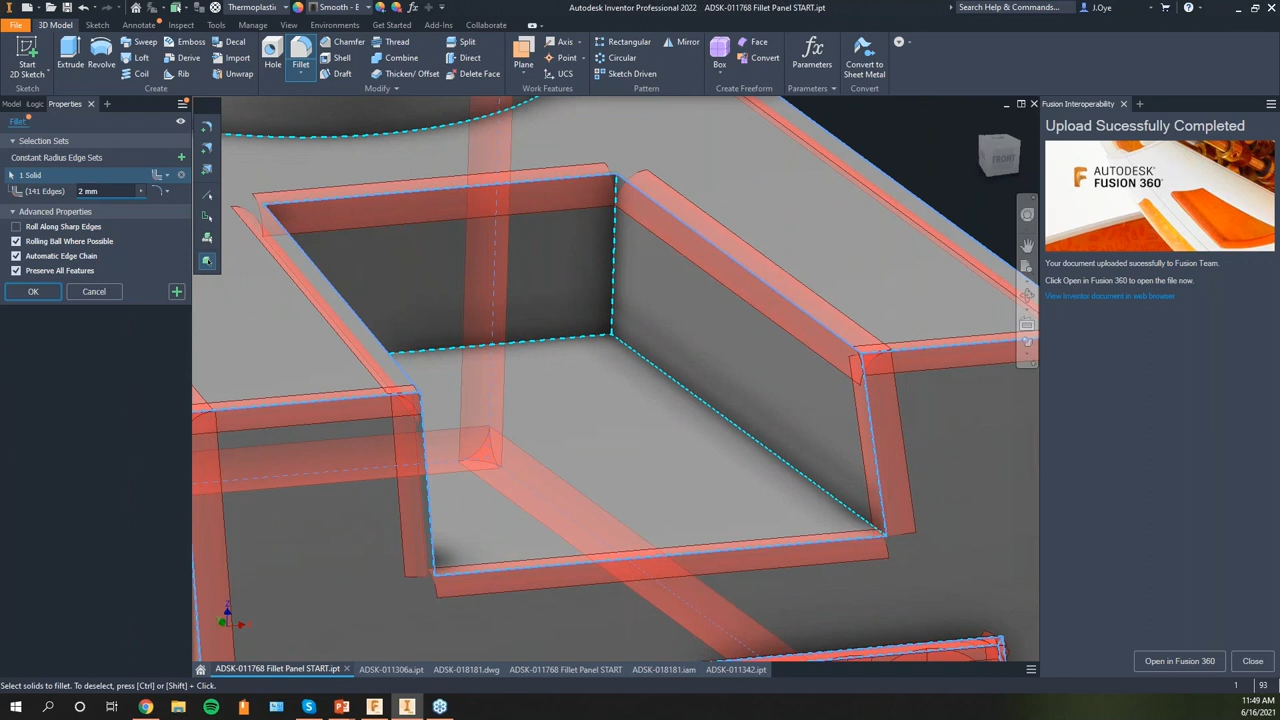 Thermoplastic
Smooth - E
fx
Autodesk Inventor Professional 2022 ADSK-011768 Fillet Panel START.ipt
Search Help & Commands...
J.Oye
File
3D Model
Sketch
Annotate
Inspect
Tools
Manage
View
Environments
Get Started
Add-Ins
Collaborate
Start
2D Sketch
Extrude
Revolve
Sweep
Loft
Coil
Emboss
Derive
Rib
Decal
Import
Unwrap
Hole
Fillet
Chamfer
Shell
Draft
Thread
Combine
Thicken/ Offset
Split
Direct
Delete Face
Plane
Axis
Point
UCS
Rectangular
Circular
Sketch Driven
Mirror
Box
Face
Convert
fx
Parameters
Convert to
Sheet Metal
Sketch
Create
Modify
Work Features
Pattern
Create Freeform
Parameters
Convert
Model
iLogic
Properties
Fillet
Selection Sets
Constant Radius Edge Sets
1 Solid
(141 Edges)
2 mm
Advanced Properties
Roll Along Sharp Edges
Rolling Ball Where Possible
Automatic Edge Chain
Preserve All Features
OK
Cancel
FRONT
Z
Fusion Interoperability
Upload Sucessfully Completed
AUTODESK
FUSION 360
Your document uploaded sucessfully to Fusion Team.
Click Open in Fusion 360 to open the file now.
View Inventor document in web browser
Open in Fusion 360
Close
ADSK-011768 Fillet Panel START.ipt
ADSK-011306a.ipt
ADSK-018181.dwg
ADSK-011768 Fillet Panel START
ADSK-018181.iam
ADSK-011342.ipt
Select solids to fillet. To deselect, press [Ctrl] or [Shift] + Click.
1
93
11:49 AM
6/16/2021